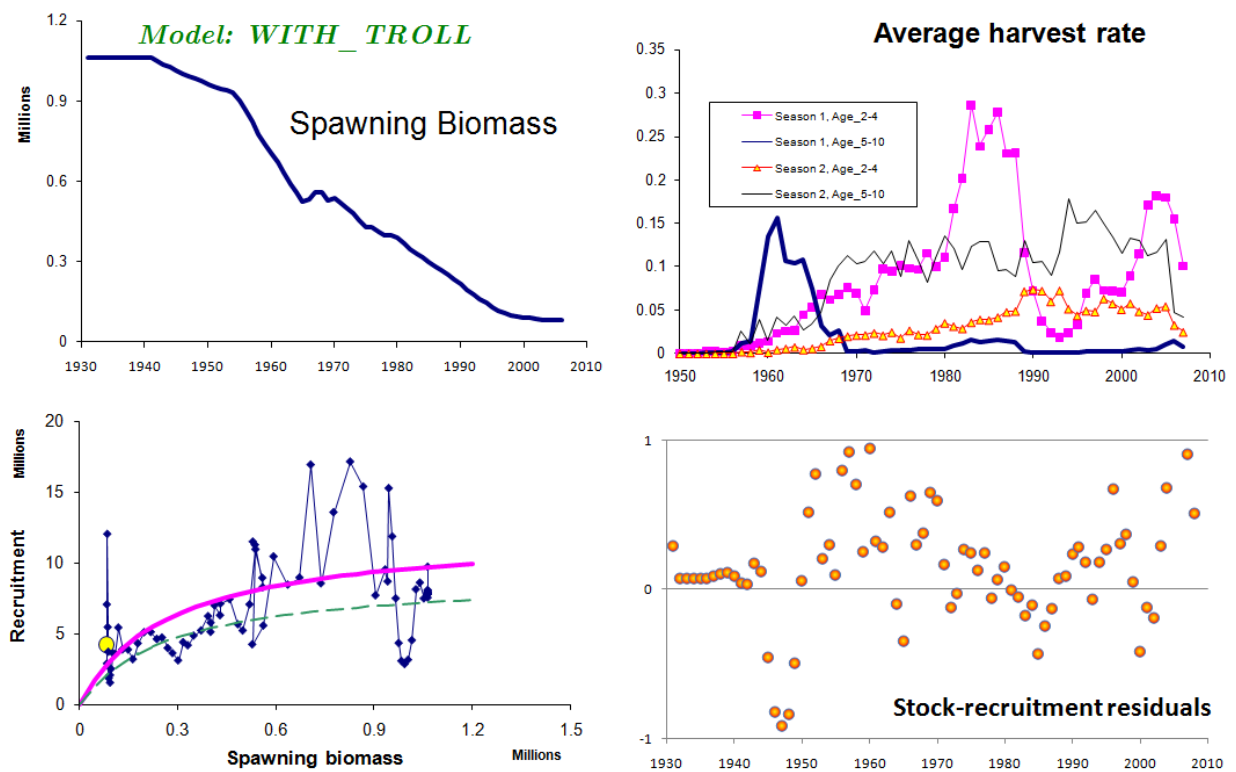 Model: WITH_TROLL
Spawning Biomass
Millions
1.2
0.9
0.6
0.3
0
1930 1940 1950 1960 1970 1980 1990 2000 2010
Average harvest rate
0.35
0.3
0.25
0.2
0.15
0.1
0.05
0
Season 1, Age_2-4
Season 1, Age_5-10
Season 2, Age_2-4
Season 2, Age_5-10
1950 1960 1970 1980 1990 2000 2010
Millions
Recruitment
20
15
10
5
0
0 0.3 0.6 0.9 1.2 1.5
Spawning biomass
Millions
1
0
-1
Stock-recruitment residuals
1930 1940 1950 1960 1970 1980 1990 2000 2010